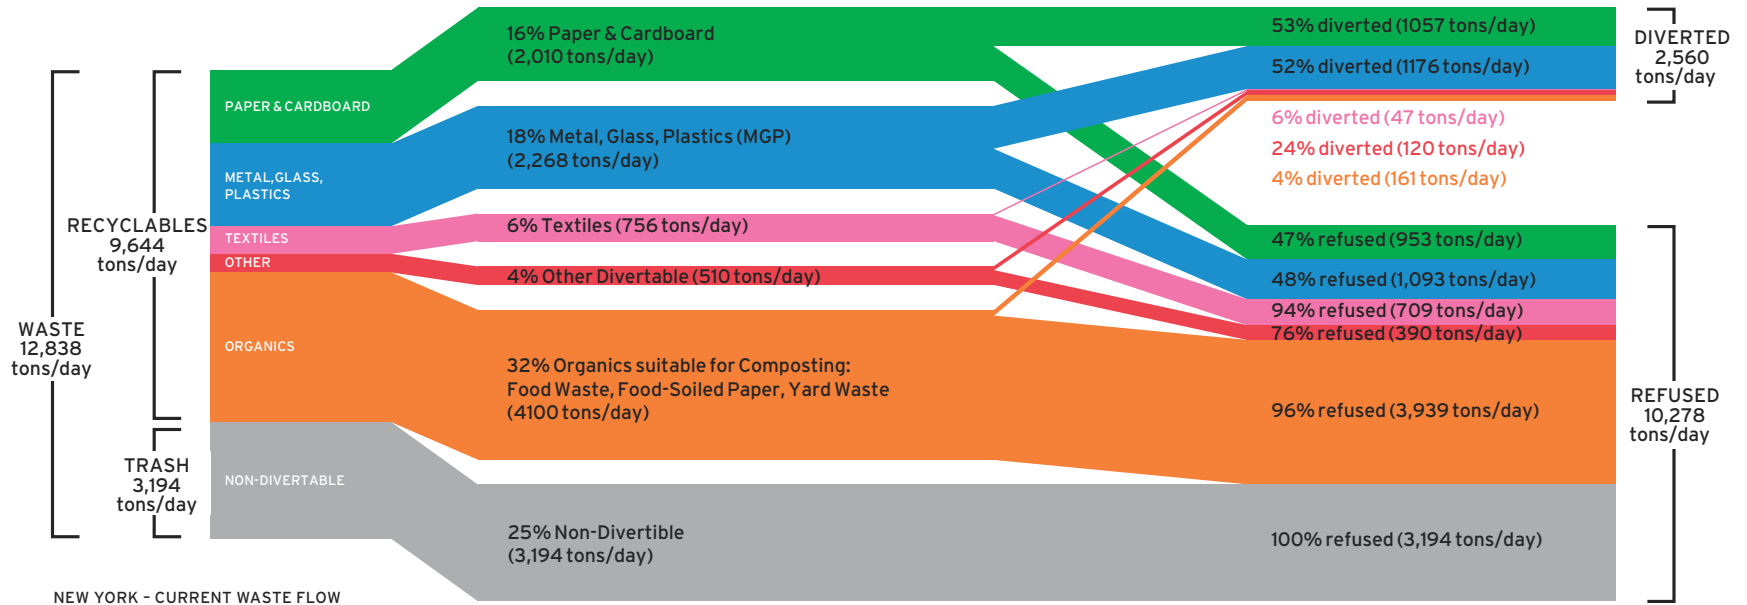 WASTE
12,838
tons/day
RECYCLABLES
9,644
tons/day
TRASH
3,194
tons/day
PAPER & CARDBOARD
METAL,GLASS,
PLASTICS
TEXTILES
OTHER
ORGANICS
NON-DIVERTABLE
16% Paper & Cardboard
(2,010 tons/day)
18% Metal, Glass, Plastics (MGP)
(2,268 tons/day)
6% Textiles (756 tons/day)
4% Other Divertable (510 tons/day)
32% Organics suitable for Composting:
Food Waste, Food-Soiled Paper, Yard Waste
(4100 tons/day)
25% Non-Divertible
(3,194 tons/day)
53% diverted (1057 tons/day)
52% diverted (1176 tons/day)
6% diverted (47 tons/day)
24% diverted (120 tons/day)
4% diverted (161 tons/day)
47% refused (953 tons/day)
48% refused (1,093 tons/day)
94% refused (709 tons/day)
76% refused (390 tons/day)
96% refused (3,939 tons/day)
100% refused (3,194 tons/day)
DIVERTED
2,560
tons/day
REFUSED
10,278
tons/day
NEW YORK – CURRENT WASTE FLOW